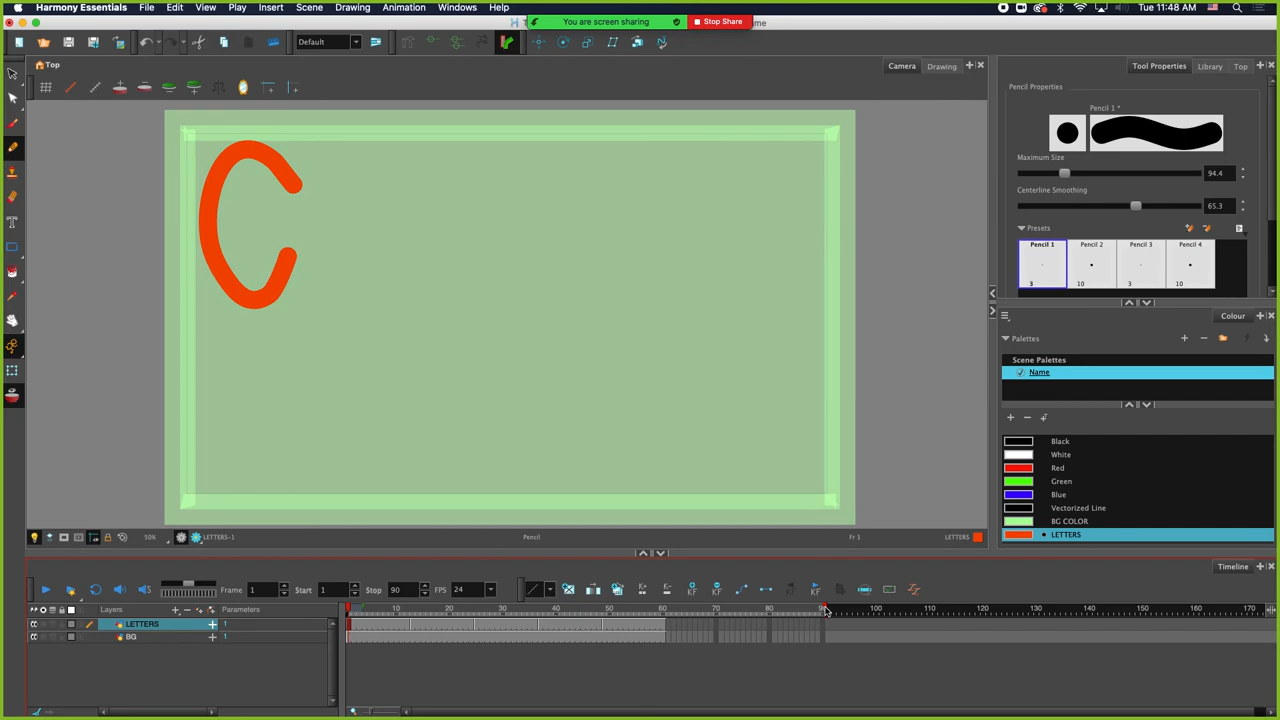 Harmony Essentials File Edit View Play Insert Scene Drawing Animation Windows Help Tue 11:48 AM
You are screen sharing Stop Share
Default
Top Camera Drawing Tool Properties Library Top
Pencil Properties
Pencil 1 *
Maximum Size
94.4
Centerline Smoothing
65.3
Presets
Pencil 1 Pencil 2 Pencil 3 Pencil 4
3 10 3 10
C
Colour
Palettes
Scene Palettes
Name
Black
White
Red
Green
Blue
Vectorized Line
BG COLOR
LETTERS
50% LETTERS-1 Pencil Fr 1 LETTERS
Timeline
Frame 1 Start 1 Stop 90 FPS 24
Layers Parameters 10 20 30 40 50 60 70 80 90 100 110 120 130 140 150 160 170
LETTERS 1
BG 1